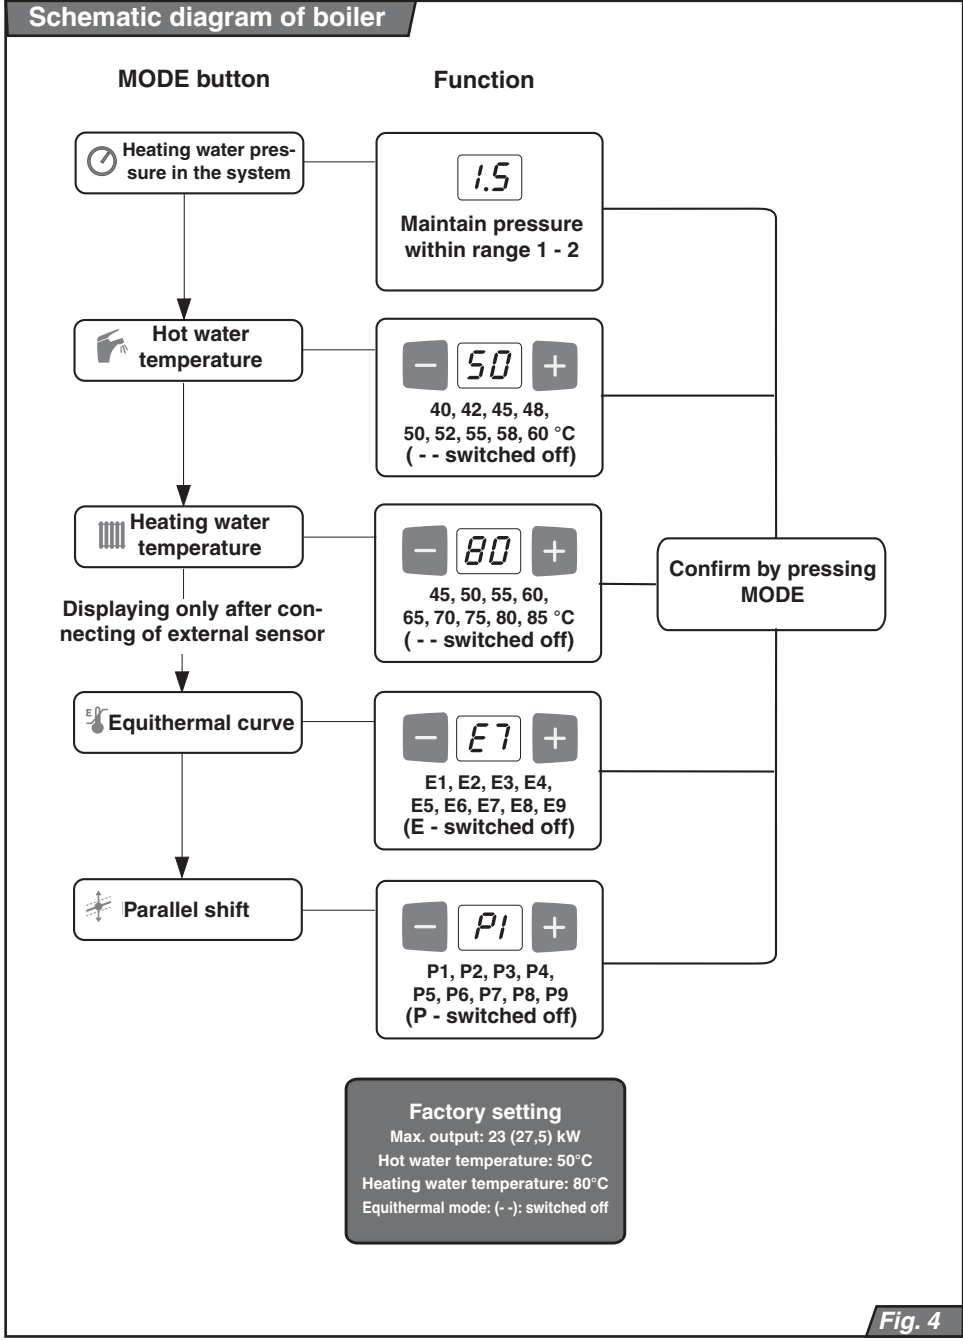 Schematic diagram of boiler
MODE button
Function
Heating water pres-
sure in the system
1.5
Maintain pressure
within range 1 - 2
Hot water
temperature
− 50 +
40, 42, 45, 48,
50, 52, 55, 58, 60 °C
( - - switched off)
Heating water
temperature
− 80 +
45, 50, 55, 60,
65, 70, 75, 80, 85 °C
( - - switched off)
Confirm by pressing
MODE
Displaying only after con-
necting of external sensor
E
Equithermal curve
− E7 +
E1, E2, E3, E4,
E5, E6, E7, E8, E9
(E - switched off)
Parallel shift
− P1 +
P1, P2, P3, P4,
P5, P6, P7, P8, P9
(P - switched off)
Factory setting
Max. output: 23 (27,5) kW
Hot water temperature: 50°C
Heating water temperature: 80°C
Equithermal mode: (- -): switched off
Fig. 4